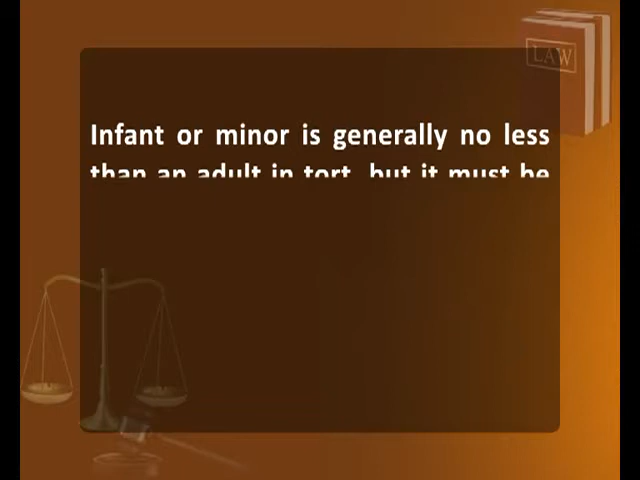 LAW
Infant or minor is generally no less
than an adult in tort, but it must be